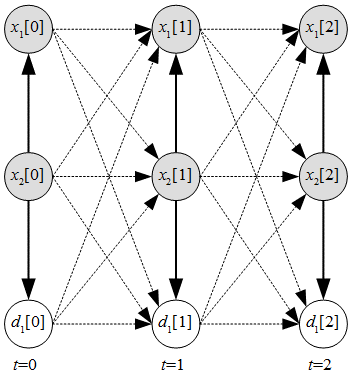 x₁[0] x₁[1] x₁[2]
x₂[0] x₂[1] x₂[2]
d₁[0] d₁[1] d₁[2]
t=0 t=1 t=2